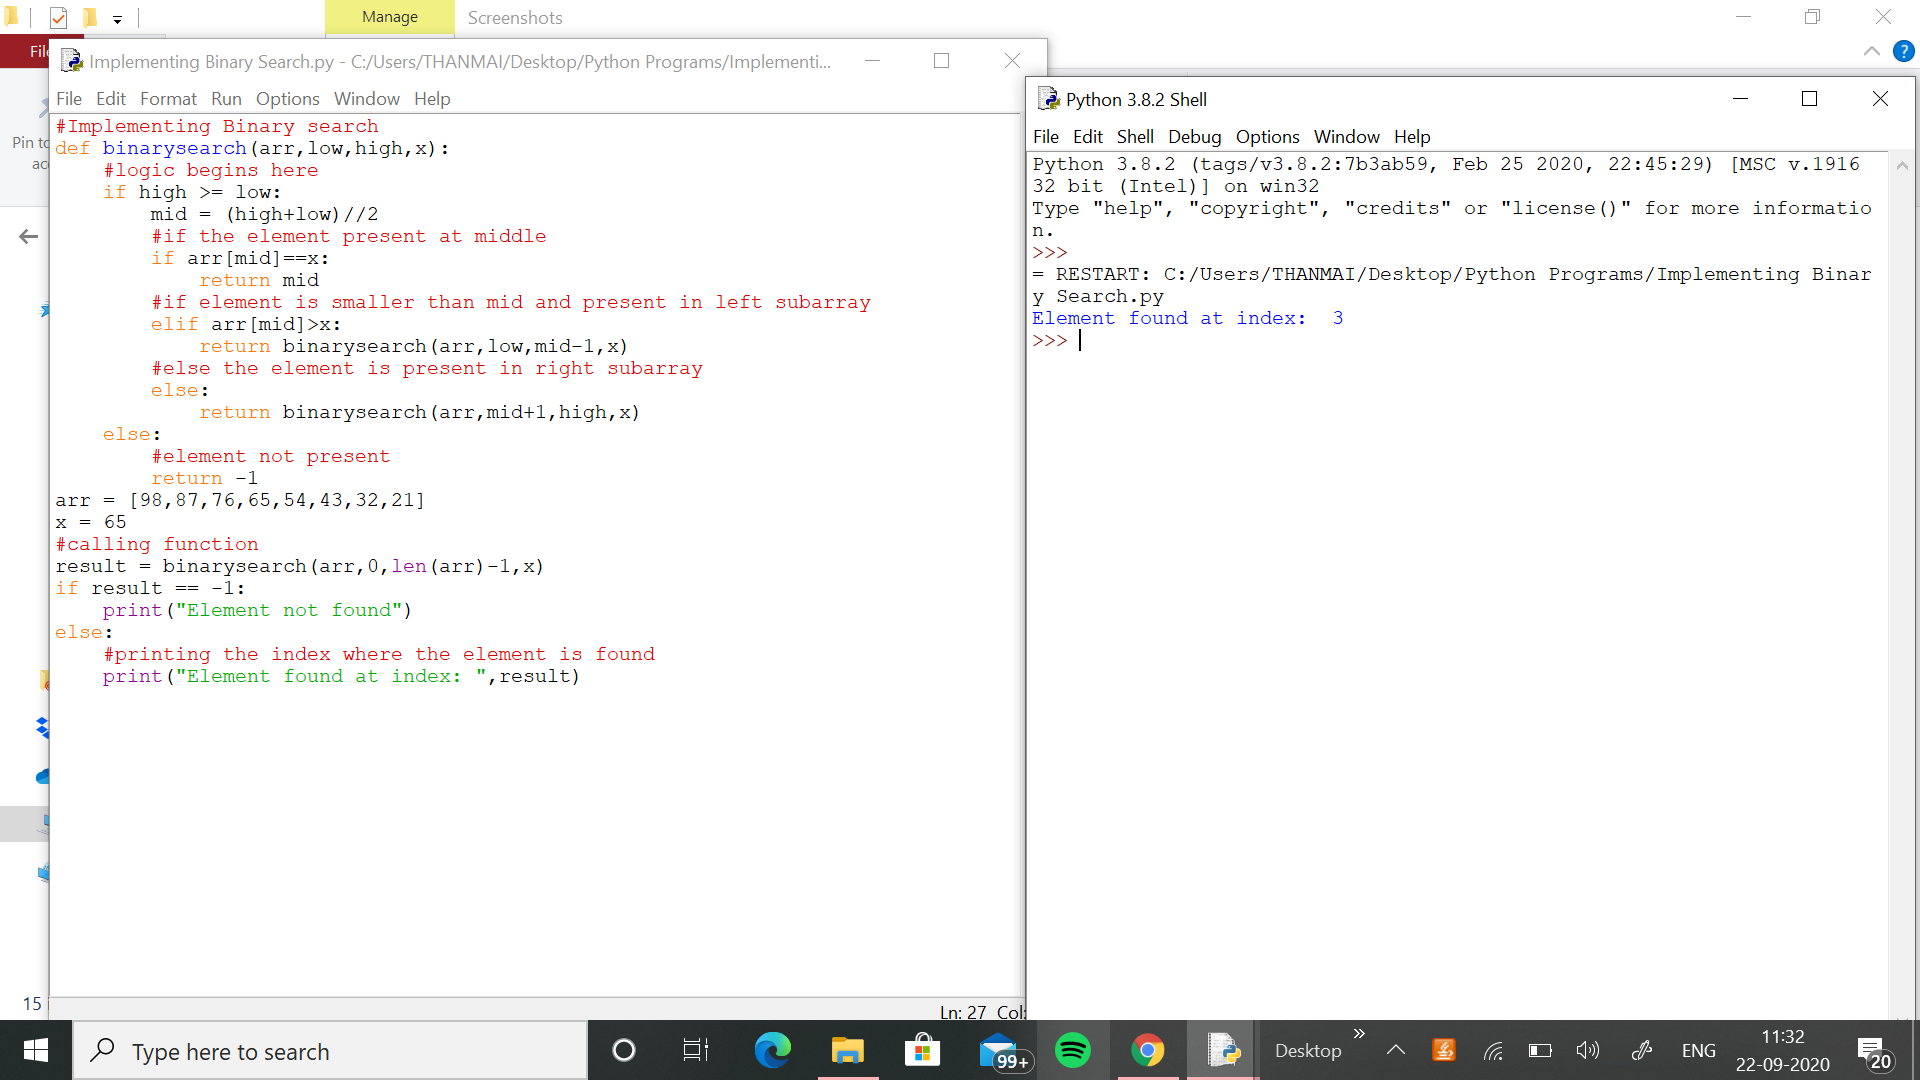 Manage
Screenshots
File
Pin to
ac
15
Implementing Binary Search.py - C:/Users/THANMAI/Desktop/Python Programs/Implementi...
File Edit Format Run Options Window Help
#Implementing Binary search
def binarysearch(arr,low,high,x):
    #logic begins here
    if high >= low:
        mid = (high+low)//2
        #if the element present at middle
        if arr[mid]==x:
            return mid
        #if element is smaller than mid and present in left subarray
        elif arr[mid]>x:
            return binarysearch(arr,low,mid-1,x)
        #else the element is present in right subarray
        else:
            return binarysearch(arr,mid+1,high,x)
    else:
        #element not present
        return -1
arr = [98,87,76,65,54,43,32,21]
x = 65
#calling function
result = binarysearch(arr,0,len(arr)-1,x)
if result == -1:
    print("Element not found")
else:
    #printing the index where the element is found
    print("Element found at index: ",result)
Ln: 27 Col:
Python 3.8.2 Shell
File Edit Shell Debug Options Window Help
Python 3.8.2 (tags/v3.8.2:7b3ab59, Feb 25 2020, 22:45:29) [MSC v.1916
32 bit (Intel)] on win32
Type "help", "copyright", "credits" or "license()" for more informatio
n.
>>>
= RESTART: C:/Users/THANMAI/Desktop/Python Programs/Implementing Binar
y Search.py
Element found at index:  3
>>>
Type here to search
99+
Desktop
ENG
11:32
22-09-2020
20